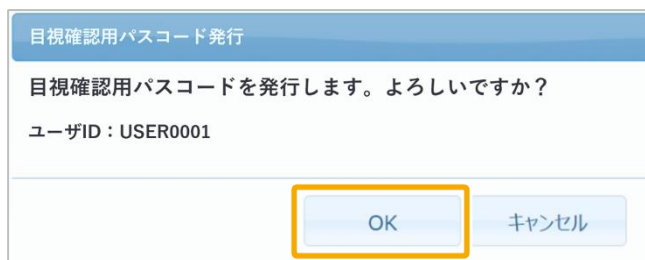 目視確認用パスコード発行
目視確認用パスコードを発行します。よろしいですか？
ユーザID：USER0001
OK
キャンセル